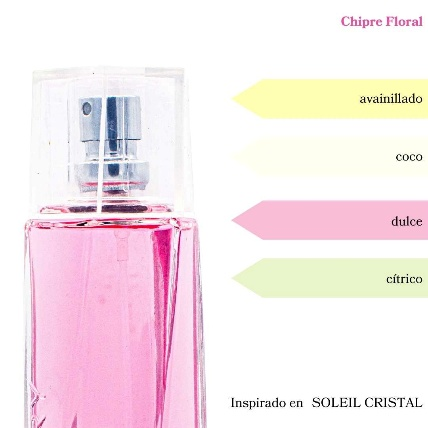 Chipre Floral
avainillado
coco
dulce
cítrico
Inspirado en SOLEIL CRISTAL